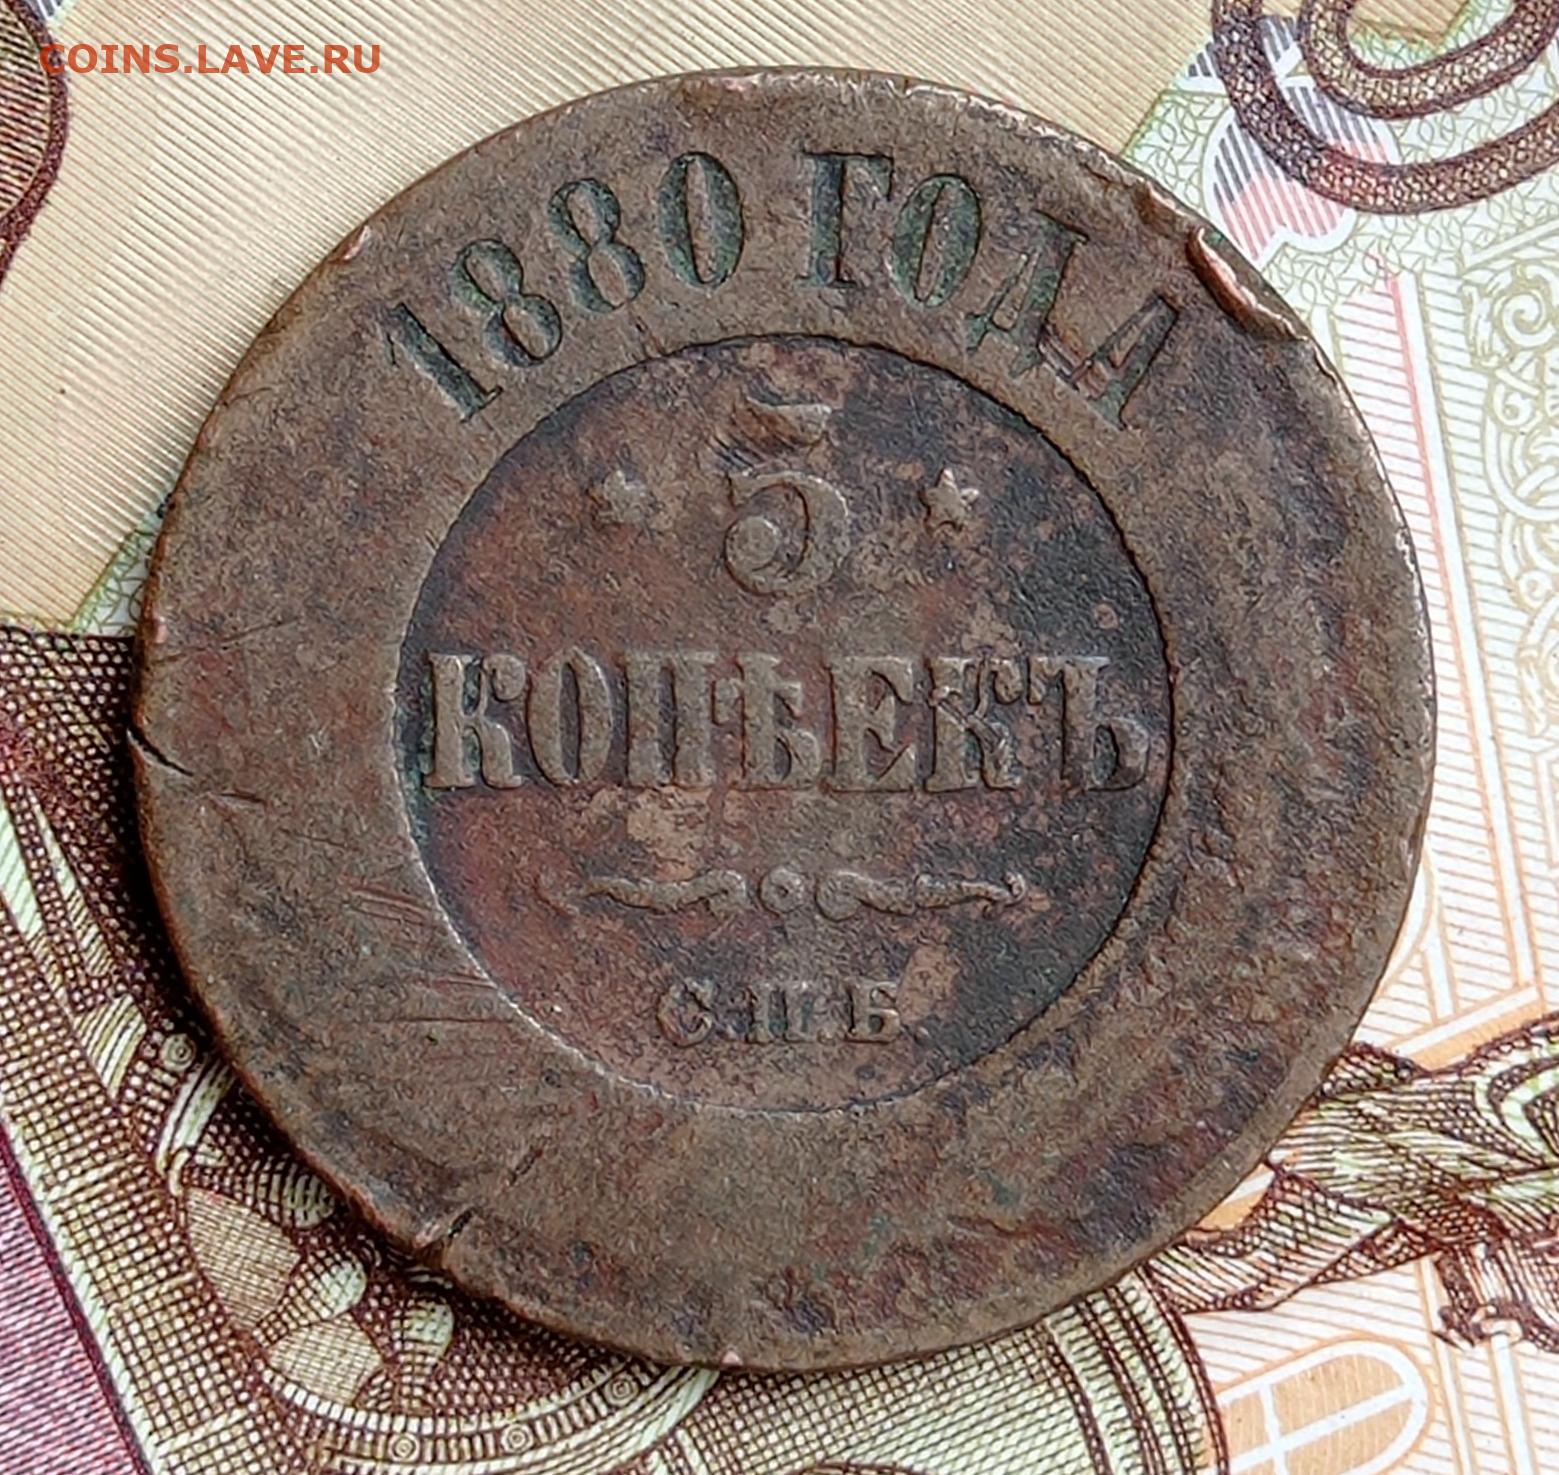 COINS.LAVE.RU
1880 ГОДА
5
КОПѢЕКЪ
С.П.Б